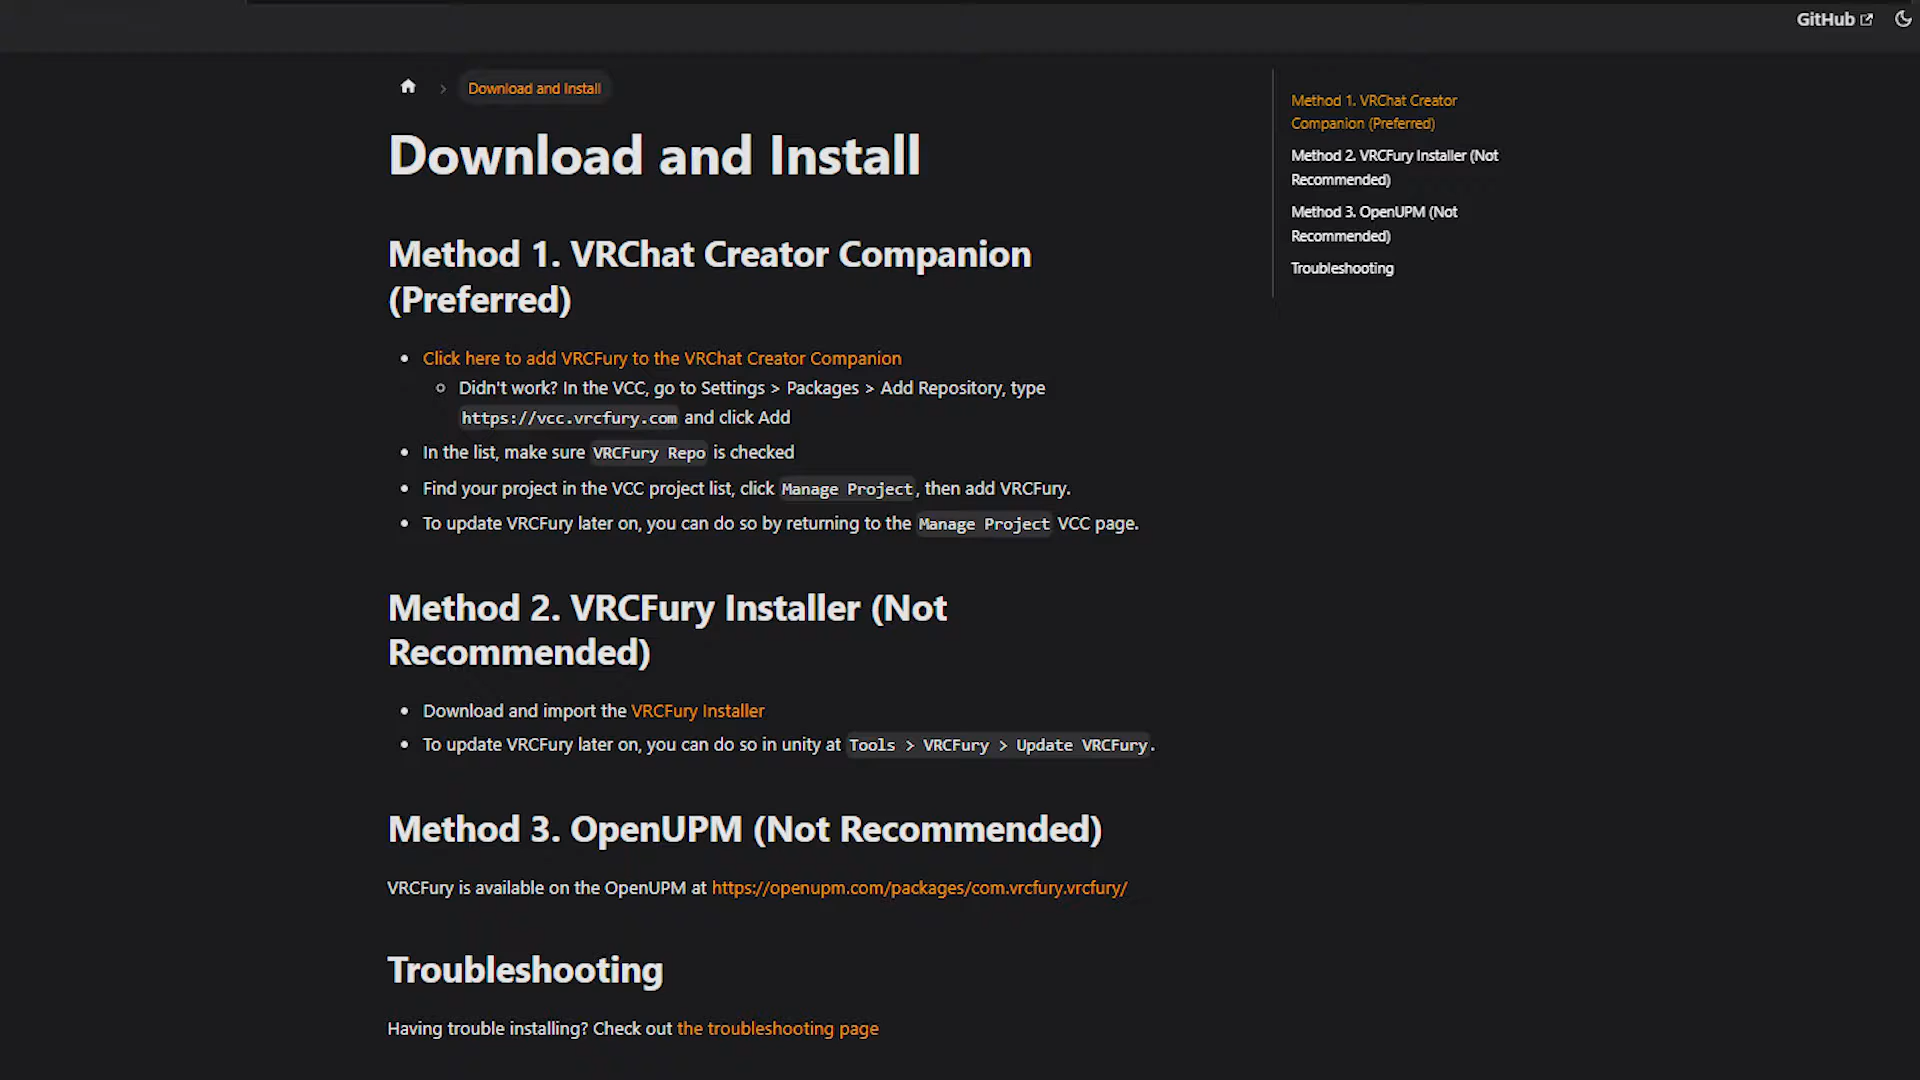 GitHub
Download and Install
Download and Install
Method 1. VRChat Creator Companion
(Preferred)
Click here to add VRCFury to the VRChat Creator Companion
Didn't work? In the VCC, go to Settings > Packages > Add Repository, type
https://vcc.vrcfury.com and click Add
In the list, make sure VRCFury Repo is checked
Find your project in the VCC project list, click Manage Project, then add VRCFury.
To update VRCFury later on, you can do so by returning to the Manage Project VCC page.
Method 2. VRCFury Installer (Not
Recommended)
Download and import the VRCFury Installer
To update VRCFury later on, you can do so in unity at Tools > VRCFury > Update VRCFury.
Method 3. OpenUPM (Not Recommended)
VRCFury is available on the OpenUPM at https://openupm.com/packages/com.vrcfury.vrcfury/
Troubleshooting
Having trouble installing? Check out the troubleshooting page
Method 1. VRChat Creator
Companion (Preferred)
Method 2. VRCFury Installer (Not
Recommended)
Method 3. OpenUPM (Not
Recommended)
Troubleshooting